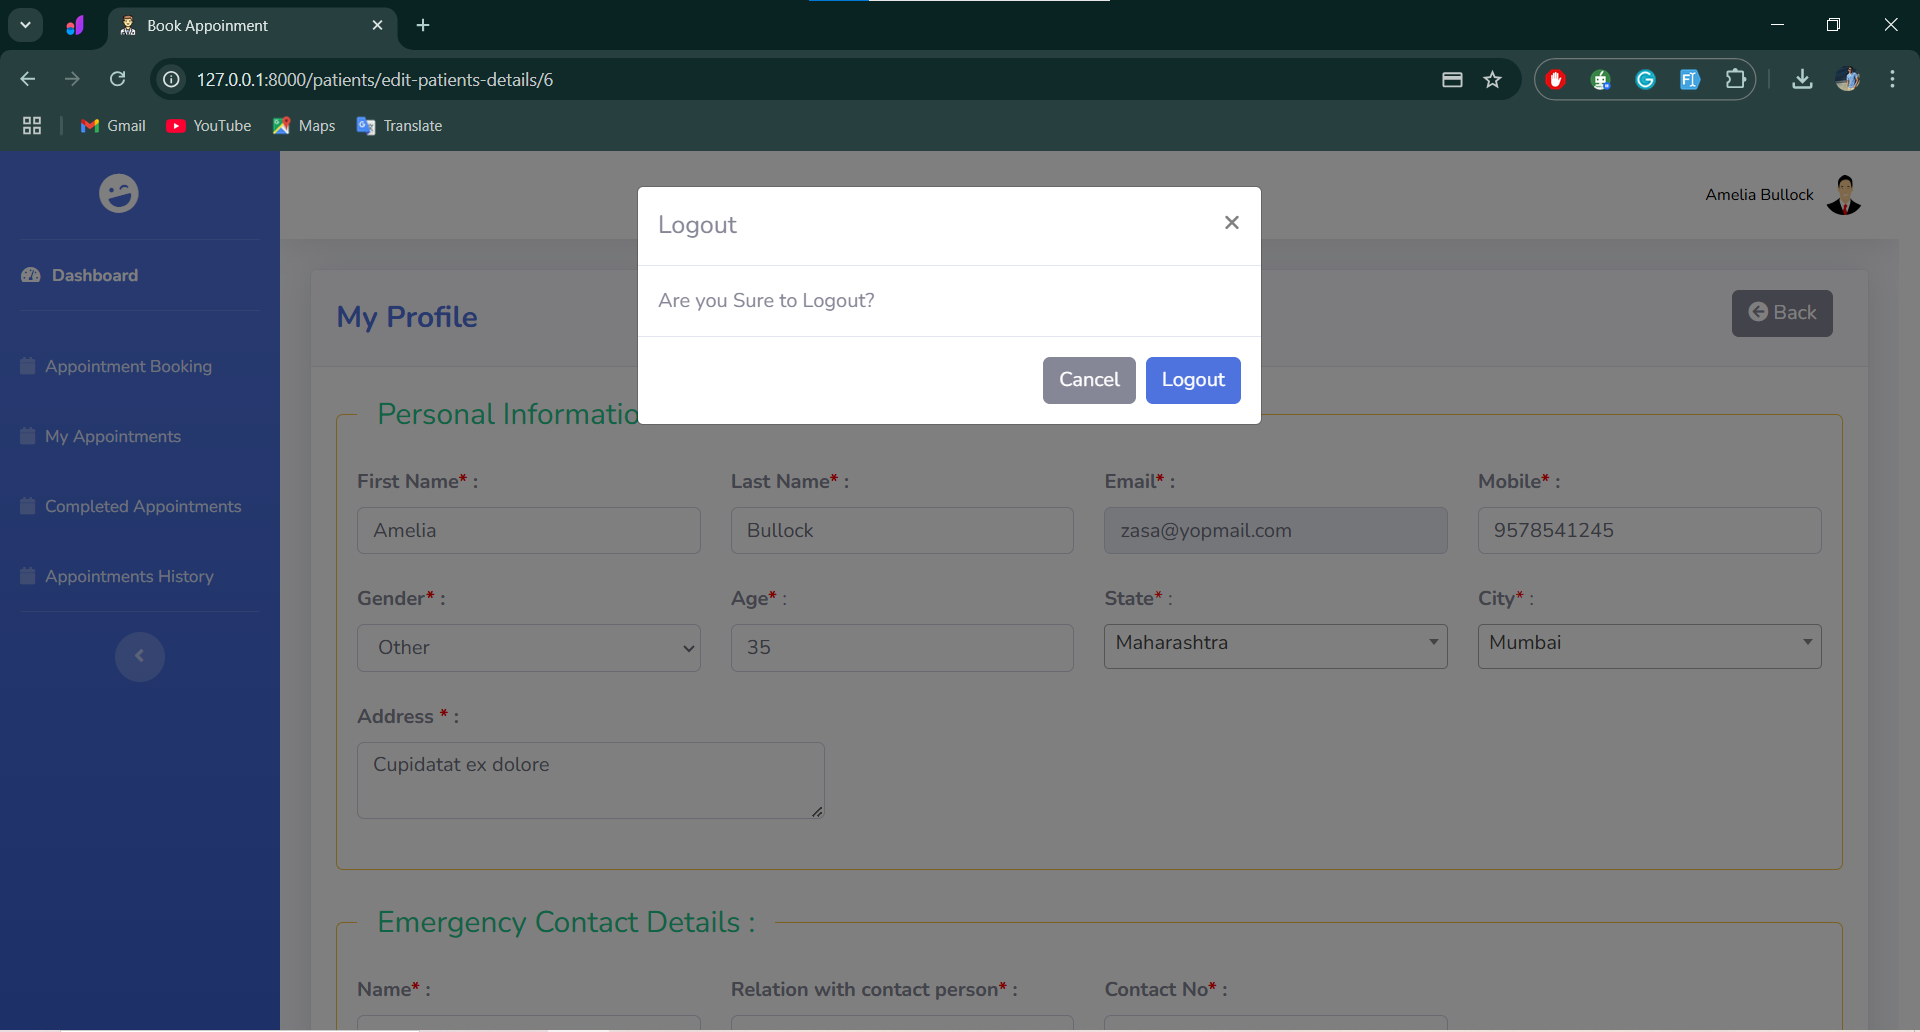 Book Appoinment
127.0.0.1:8000/patients/edit-patients-details/6
Gmail YouTube Maps Translate
Amelia Bullock
Dashboard
Appointment Booking
My Appointments
Completed Appointments
Appointments History
Logout
Are you Sure to Logout?
Cancel Logout
My Profile
Back
Personal Informatio
First Name* : Last Name* : Email* : Mobile* :
Amelia Bullock zasa@yopmail.com 9578541245
Gender* : Age* : State* : City* :
Other 35 Maharashtra Mumbai
Address * :
Cupidatat ex dolore
Emergency Contact Details :
Name* : Relation with contact person* : Contact No* :